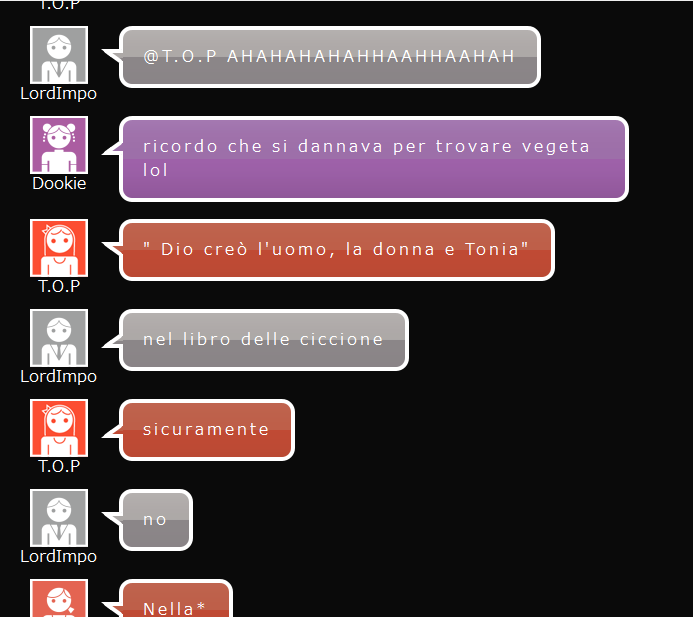 T.O.P
LordImpo
@T.O.P AHAHAHAHAHHAAHHAAHAH
Dookie
ricordo che si dannava per trovare vegeta
lol
T.O.P
" Dio creò l'uomo, la donna e Tonia"
LordImpo
nel libro delle ciccione
T.O.P
sicuramente
LordImpo
no
Nella*